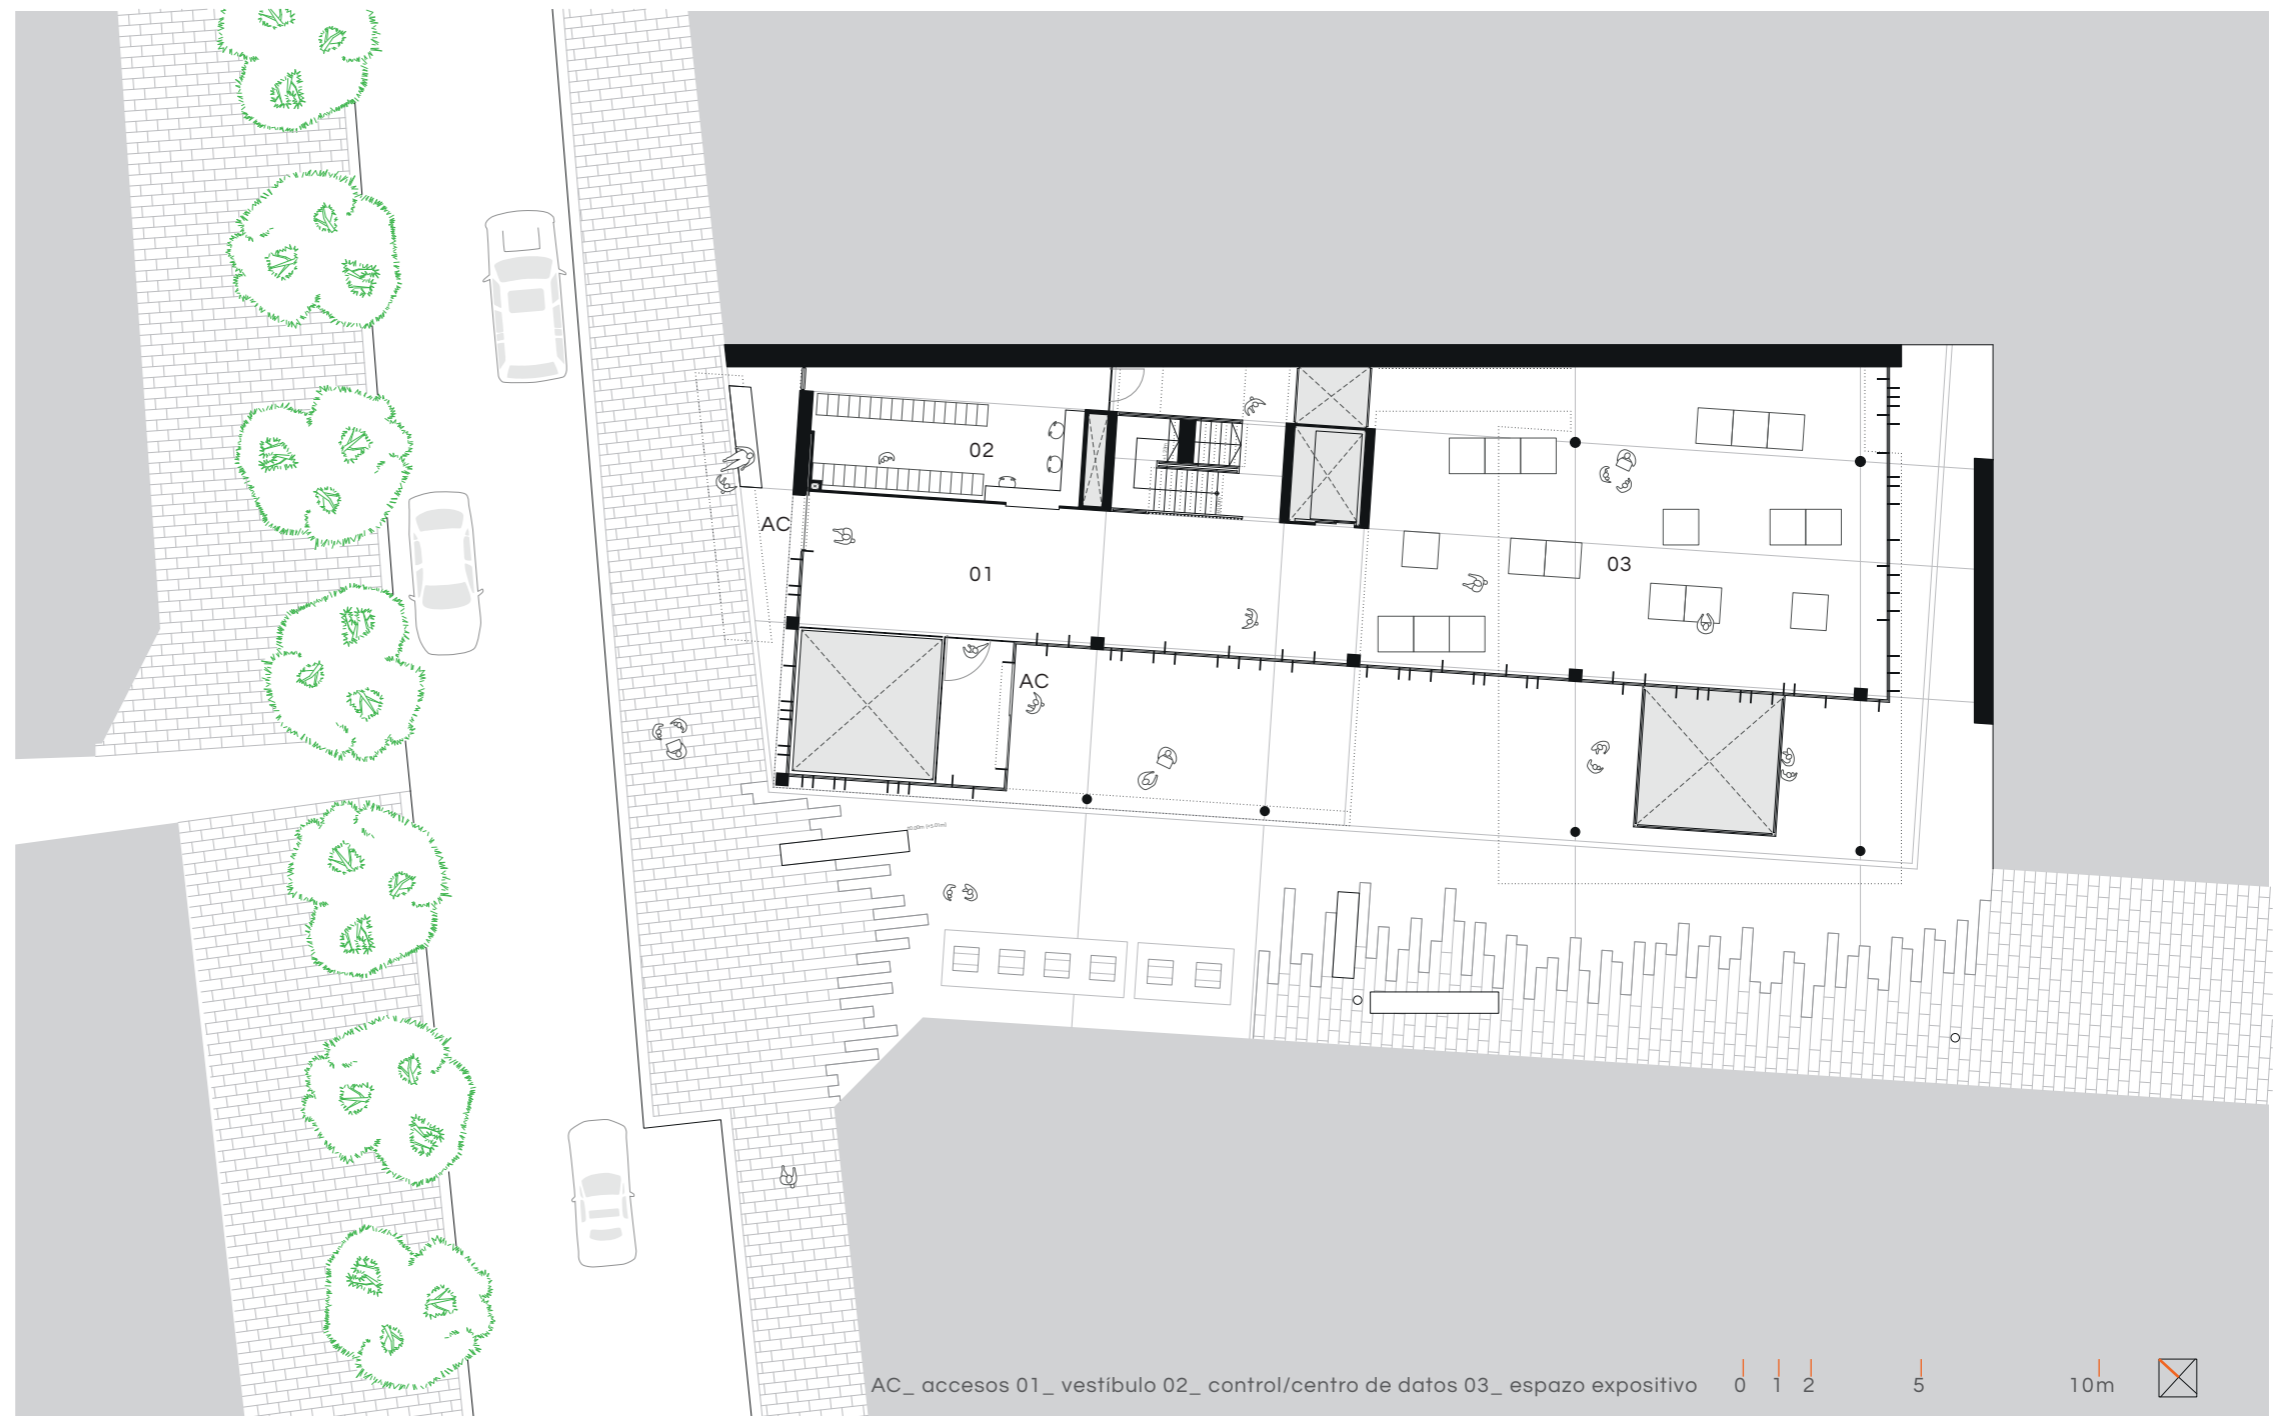 02
AC
01
03
AC
AC_ accesos 01_ vestíbulo 02_ control/centro de datos 03_ espazo expositivo
0 1 2 5 10m